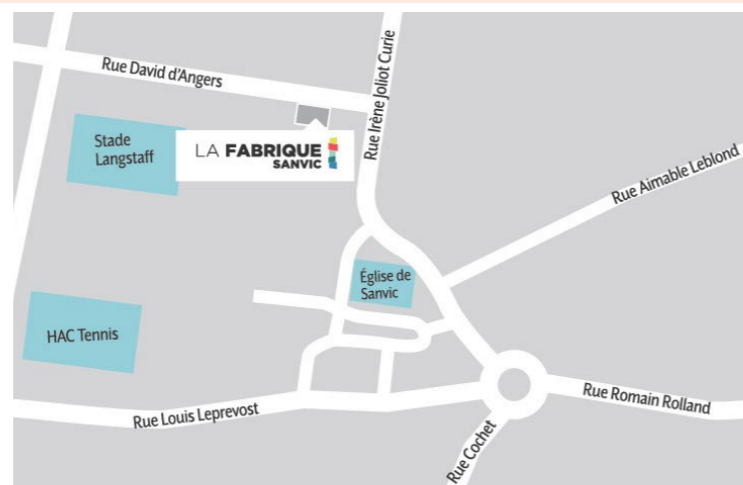 Rue David d'Angers
Rue Irène Joliot Curie
Stade
Langstaff
LA FABRIQUE
SANVIC
Rue Aimable Leblond
Église de
Sanvic
HAC Tennis
Rue Louis Leprevost
Rue Romain Rolland
Rue Cochet